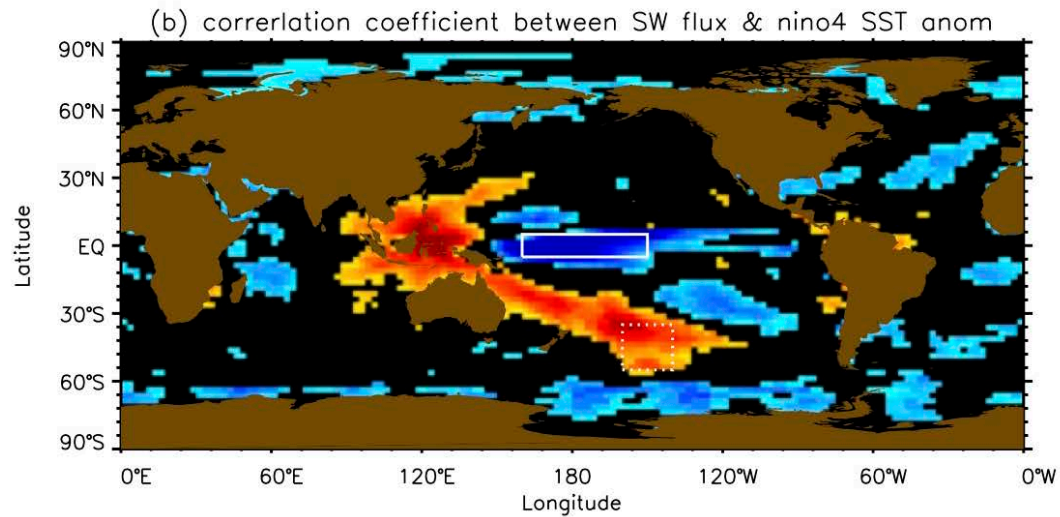 (b) correrlation coefficient between SW flux & nino4 SST anom
90°N
60°N
30°N
EQ
30°S
60°S
90°S
Latitude
0°E
60°E
120°E
180
120°W
60°W
0°W
Longitude